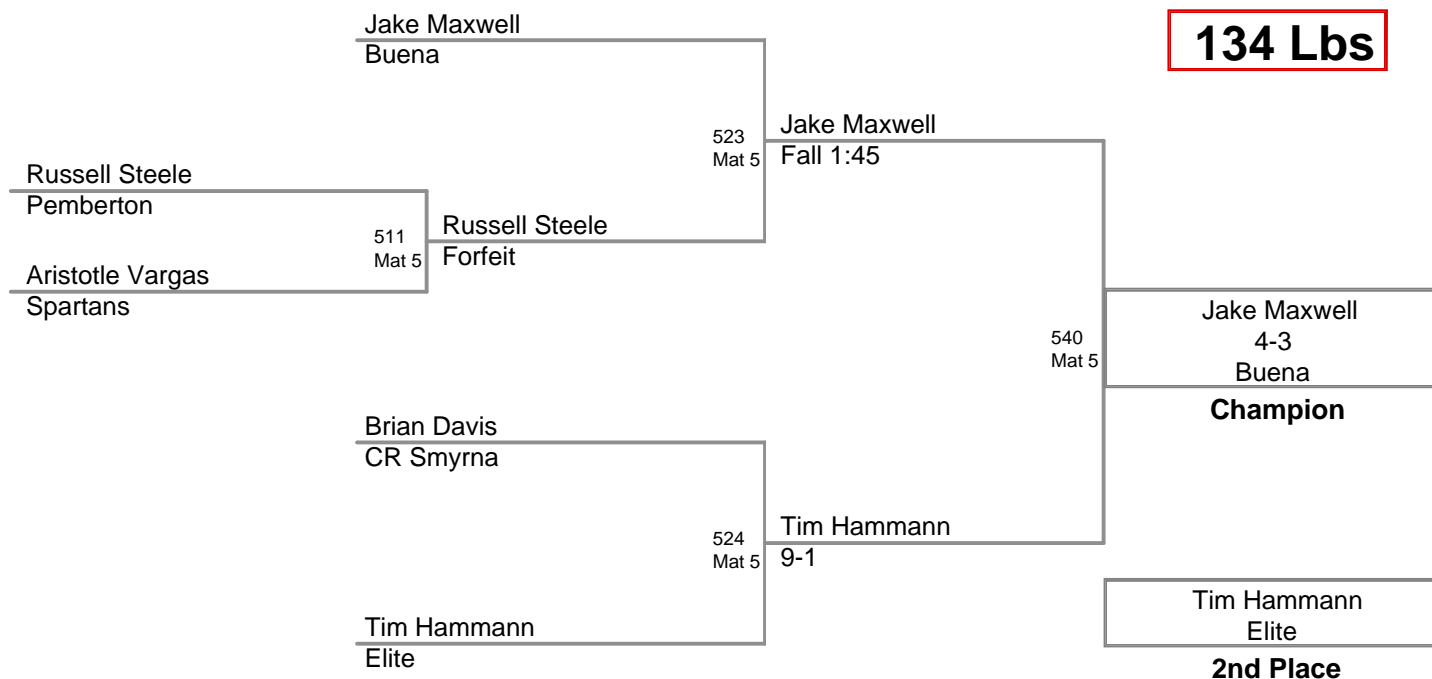 134 Lbs
Jake Maxwell
Buena
523
Mat 5
Jake Maxwell
Fall 1:45
Russell Steele
Pemberton
511
Mat 5
Russell Steele
Forfeit
Aristotle Vargas
Spartans
540
Mat 5
Jake Maxwell
4-3
Buena
Champion
Brian Davis
CR Smyrna
524
Mat 5
Tim Hammann
9-1
Tim Hammann
Elite
Tim Hammann
Elite
2nd Place